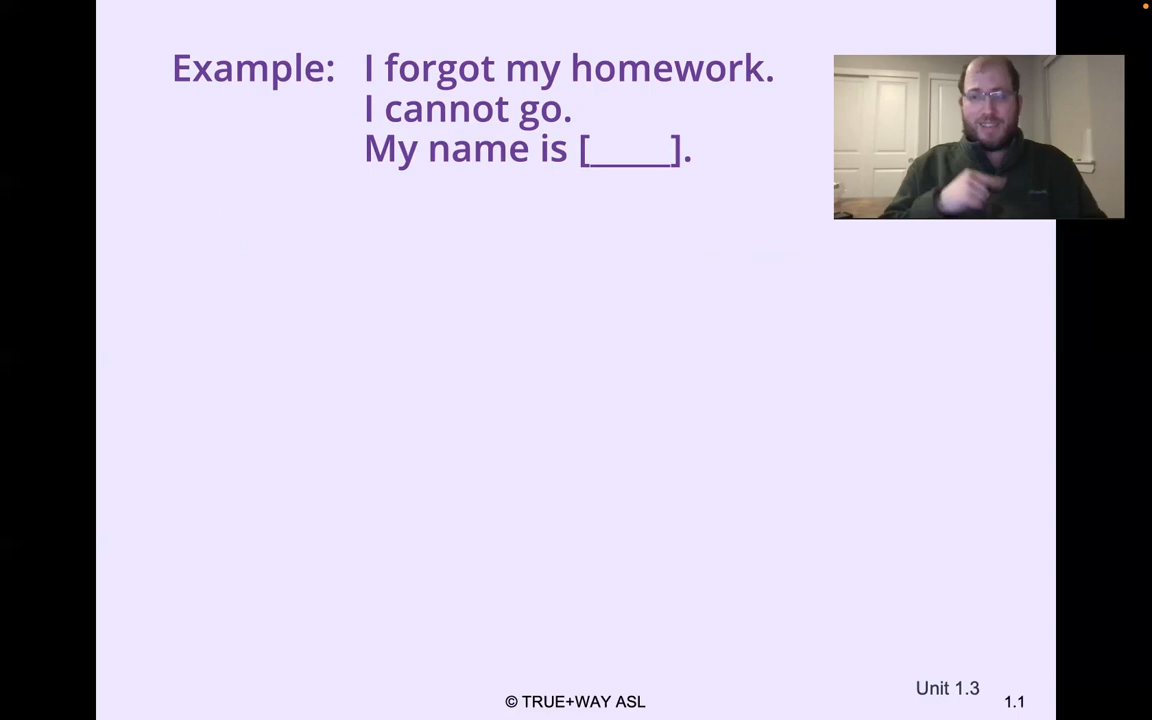 Example: I forgot my homework.
I cannot go.
My name is [_____].
Unit 1.3
© TRUE+WAY ASL
1.1